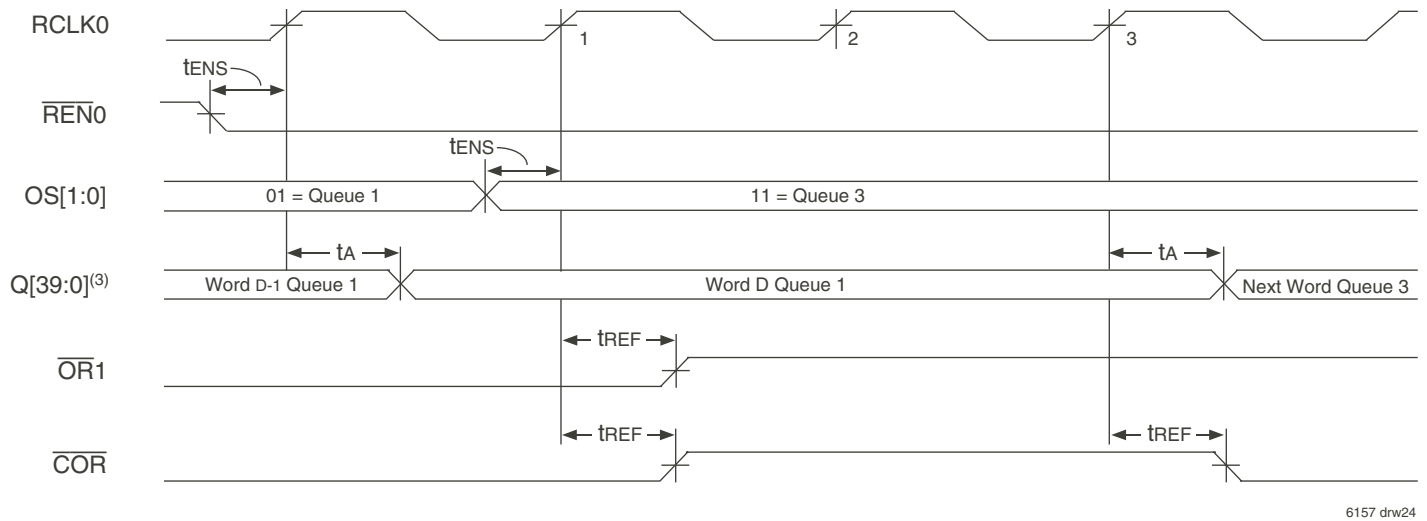 RCLK0
1
2
3
tENS
REN0
tENS
OS[1:0]
01 = Queue 1
11 = Queue 3
tA
tA
Q[39:0](3)
Word D-1 Queue 1
Word D Queue 1
Next Word Queue 3
tREF
OR1
tREF
tREF
COR
6157 drw24